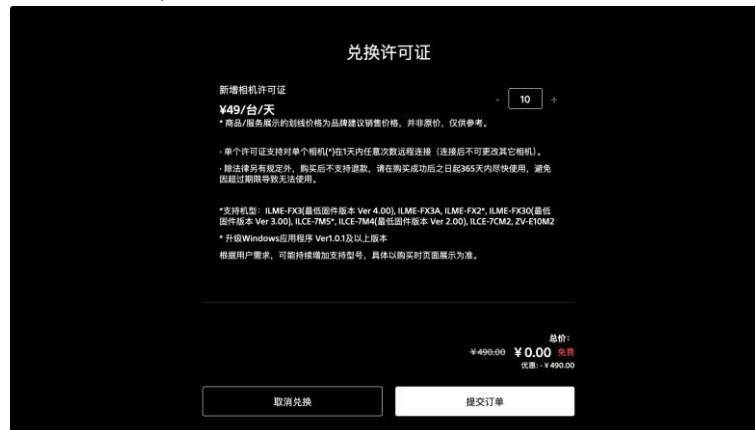 兑换许可证
新增相机许可证
- 10 +
¥49/台/天
* 商品/服务展示的划线价格为品牌建议销售价格，并非原价，仅供参考。
· 单个许可证支持对单个相机(*)在1天内任意次数远程连接（连接后不可更改其它相机）。
· 除法律另有规定外，购买后不支持退款，请在购买成功后之日起365天内尽快使用，避免
因超过期限导致无法使用。
*支持机型：ILME-FX3(最低固件版本 Ver 4.00), ILME-FX3A, ILME-FX2*, ILME-FX30(最低
固件版本 Ver 3.00), ILCE-7M5*, ILCE-7M4(最低固件版本 Ver 2.00), ILCE-7CM2, ZV-E10M2
* 升级Windows应用程序 Ver1.0.1及以上版本
根据用户需求，可能持续增加支持型号，具体以购买时页面展示为准。
总价：
¥490.00 ¥0.00 免费
优惠: -¥490.00
取消兑换
提交订单